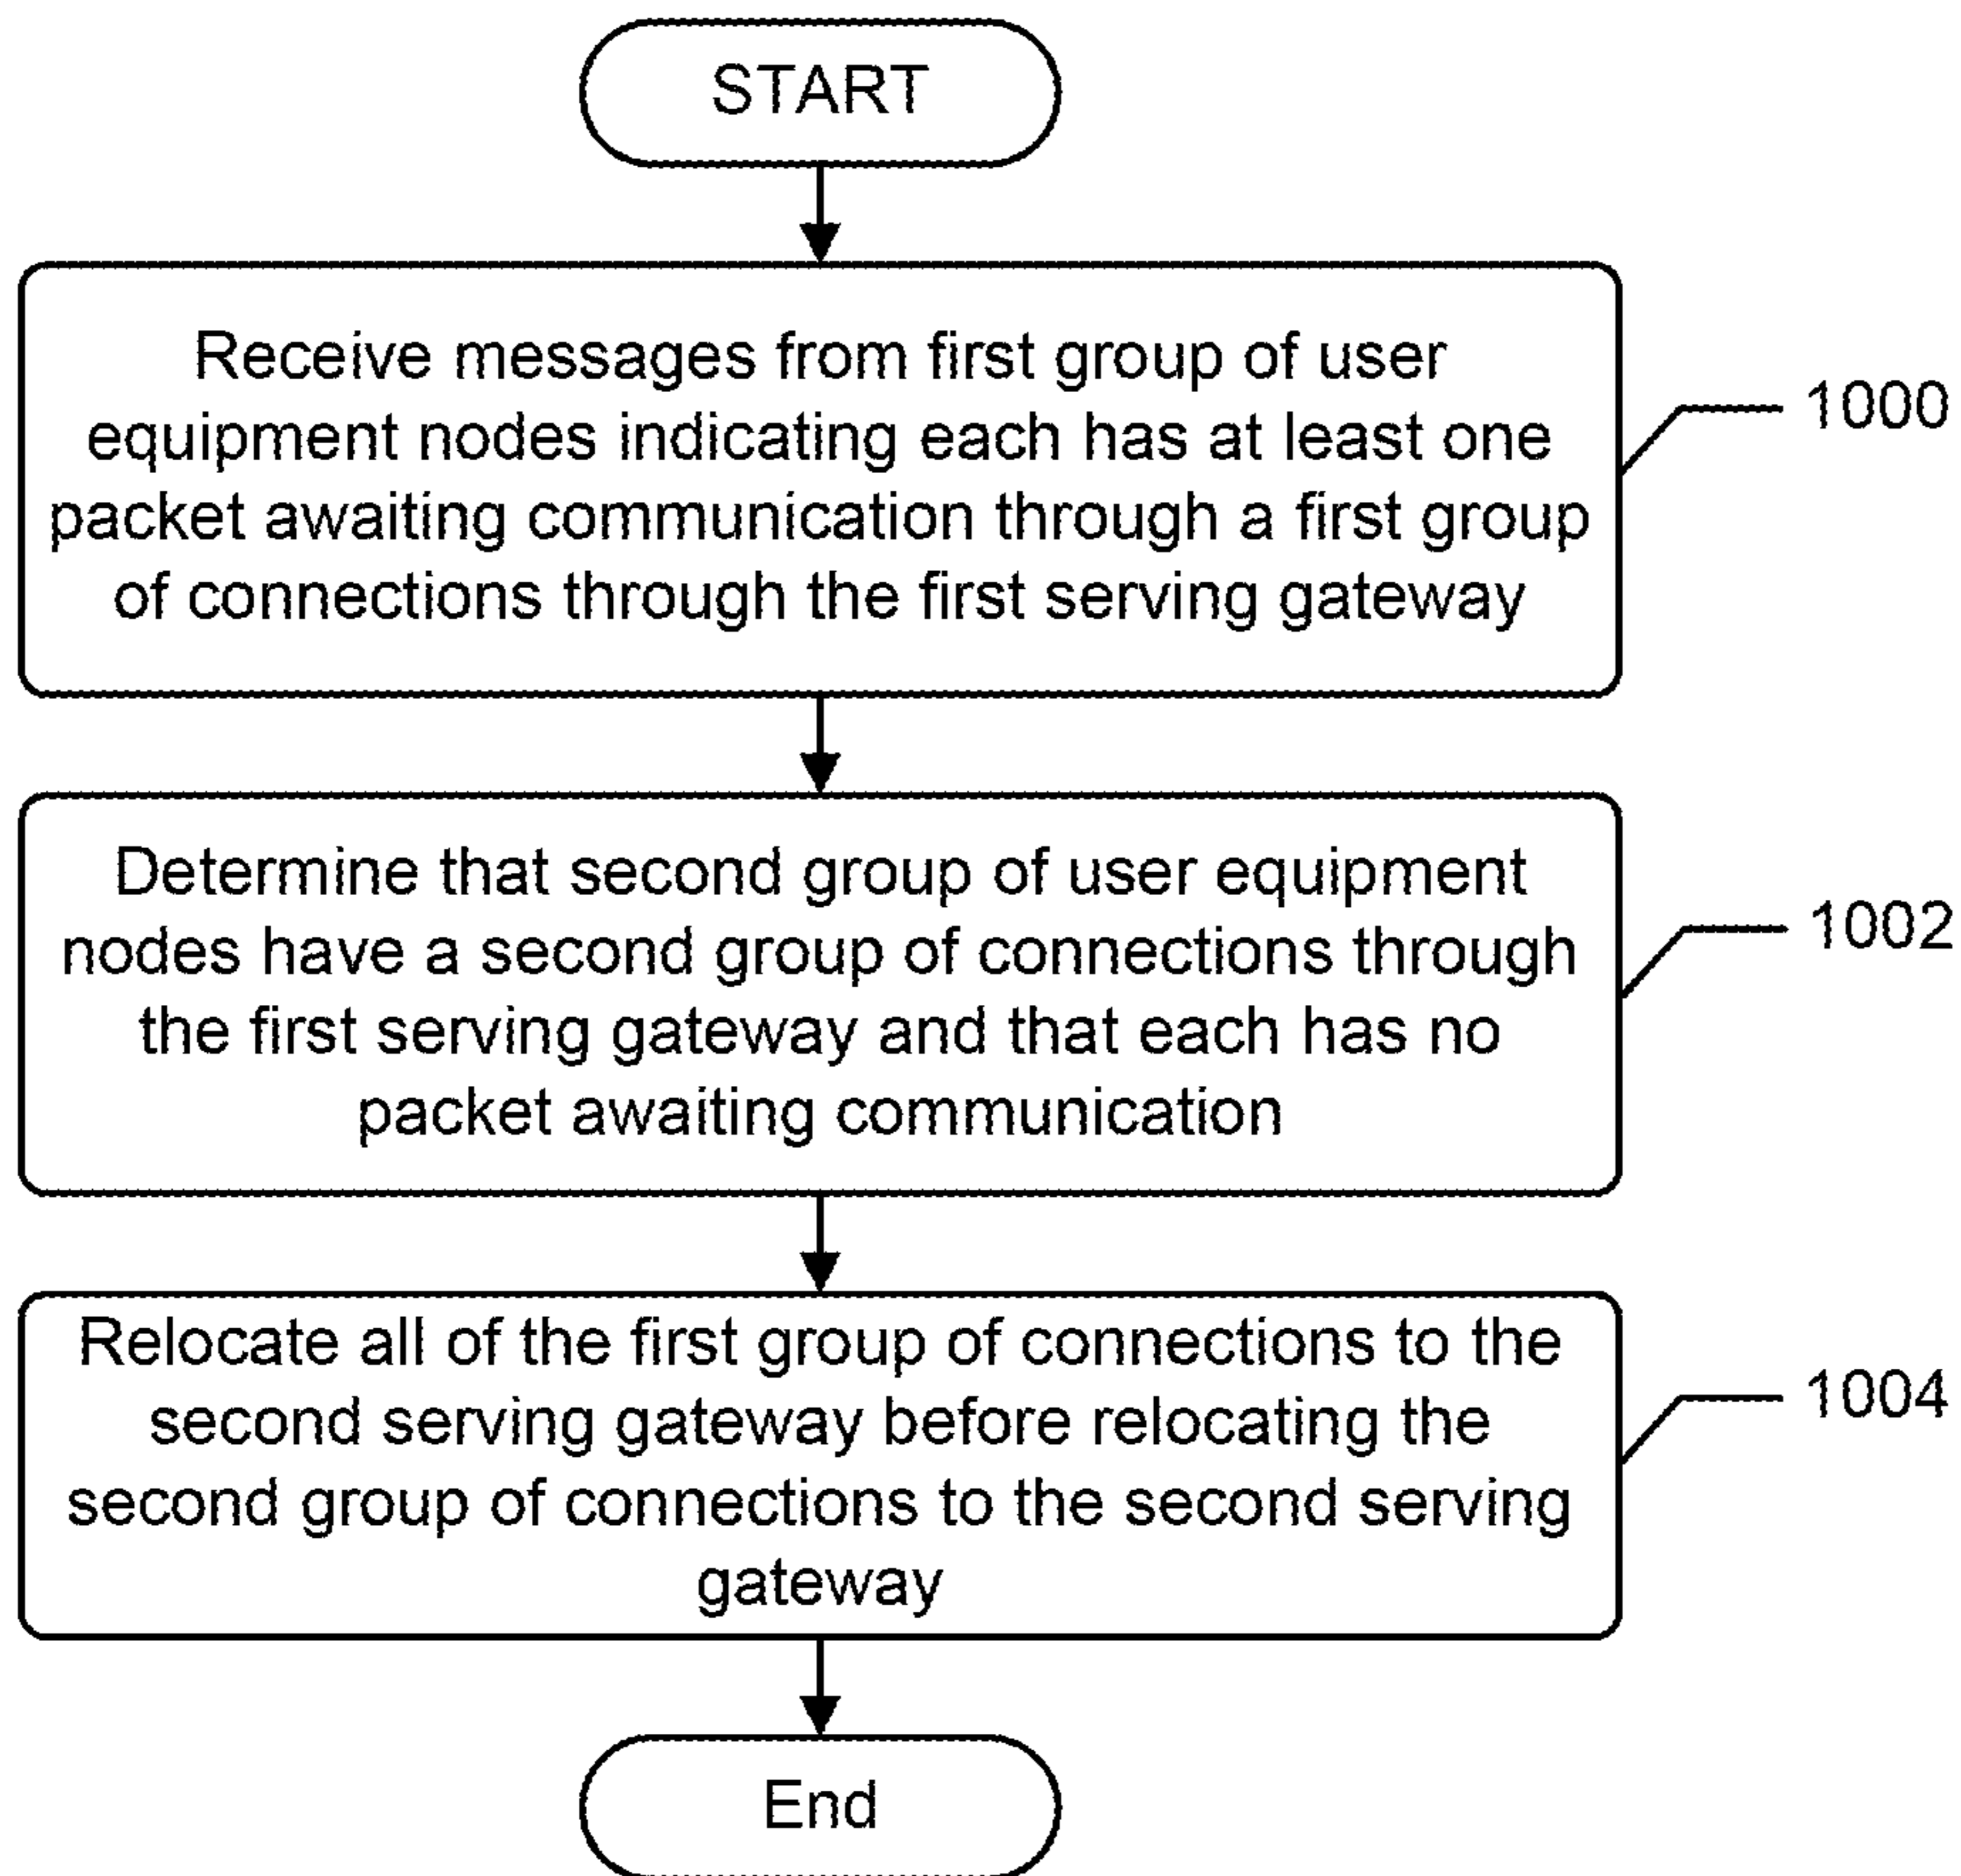 START
Receive messages from first group of user
equipment nodes indicating each has at least one
packet awaiting communication through a first group
of connections through the first serving gateway
1000
Determine that second group of user equipment
nodes have a second group of connections through
the first serving gateway and that each has no
packet awaiting communication
1002
Relocate all of the first group of connections to the
second serving gateway before relocating the
second group of connections to the second serving
gateway
1004
End